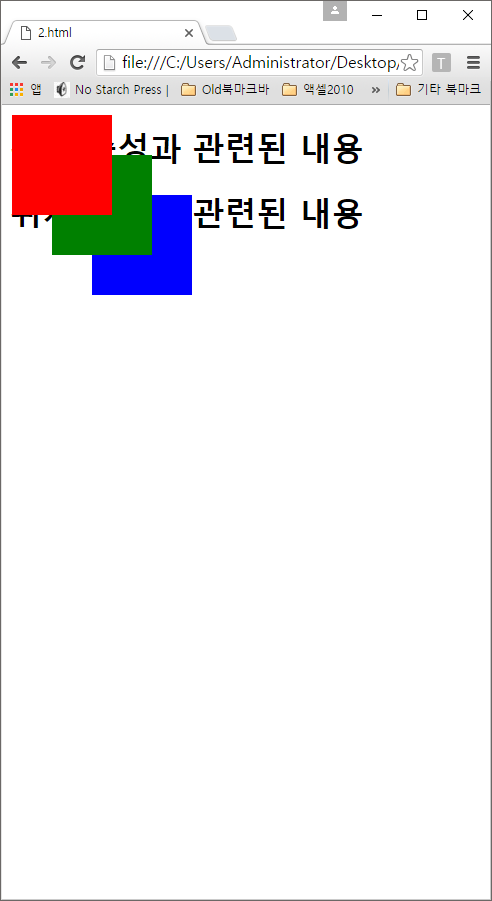 2.html
file:///C:/Users/Administrator/Desktop/
앱 No Starch Press | Old북마크바 액셀2010 » 기타 북마크
T
관련된 내용
관련된 내용